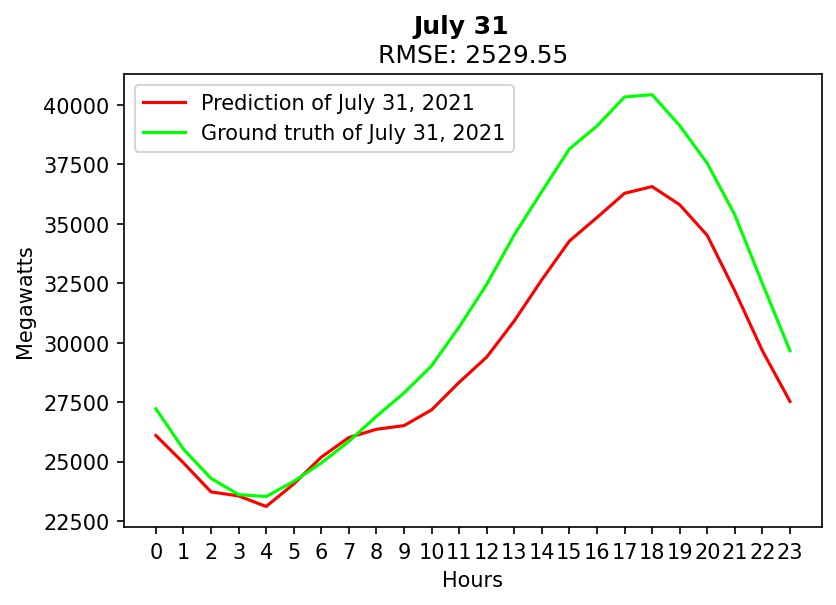 July 31
RMSE: 2529.55
Prediction of July 31, 2021
Ground truth of July 31, 2021
40000
37500
35000
32500
30000
27500
25000
22500
Megawatts
0 1 2 3 4 5 6 7 8 9 10 11 12 13 14 15 16 17 18 19 20 21 22 23
Hours